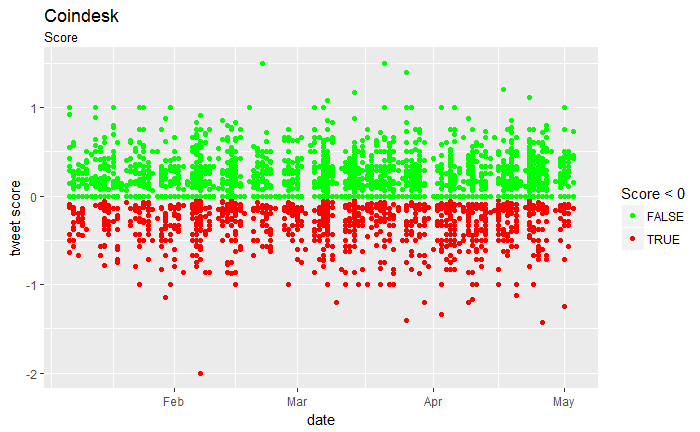 Coindesk
Score
tweet score
1
0
-1
-2
Feb
Mar
Apr
May
date
Score < 0
FALSE
TRUE